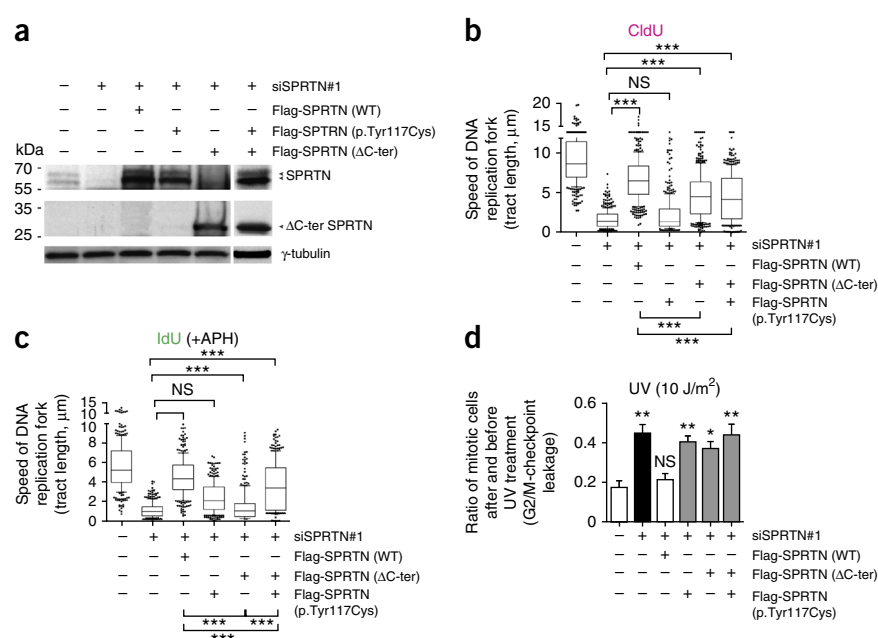 a
− + + + + + siSPRTN#1
− − + − − − Flag-SPRTN (WT)
− − − + − + Flag-SPTRN (p.Tyr117Cys)
− − − − + + Flag-SPRTN (ΔC-ter)
kDa
70
55
SPRTN
35
25
ΔC-ter SPRTN
γ-tubulin
b
CldU
***
***
NS
***
Speed of DNA
replication fork
(tract length, μm)
20
15
10
5
0
− + + + + + siSPRTN#1
− − + − − − Flag-SPRTN (WT)
− − − − + + Flag-SPRTN (ΔC-ter)
− − − + − + Flag-SPRTN
(p.Tyr117Cys)
***
***
c
IdU (+APH)
***
***
NS
Speed of DNA
replication fork
(tract length, μm)
15
10
10
8
6
4
2
0
− + + + + + siSPRTN#1
− − + − − − Flag-SPRTN (WT)
− − − − + + Flag-SPRTN (ΔC-ter)
− − − + − + Flag-SPRTN
(p.Tyr117Cys)
*** ***
***
d
UV (10 J/m²)
Ratio of mitotic cells
after and before
UV treatment
(G2/M-checkpoint
leakage)
0.6
0.4
0.2
0
**
NS
**
*
**
− + + + + + siSPRTN#1
− − + − − − Flag-SPRTN (WT)
− − − − + + Flag-SPRTN (ΔC-ter)
− − − + − + Flag-SPRTN
(p.Tyr117Cys)